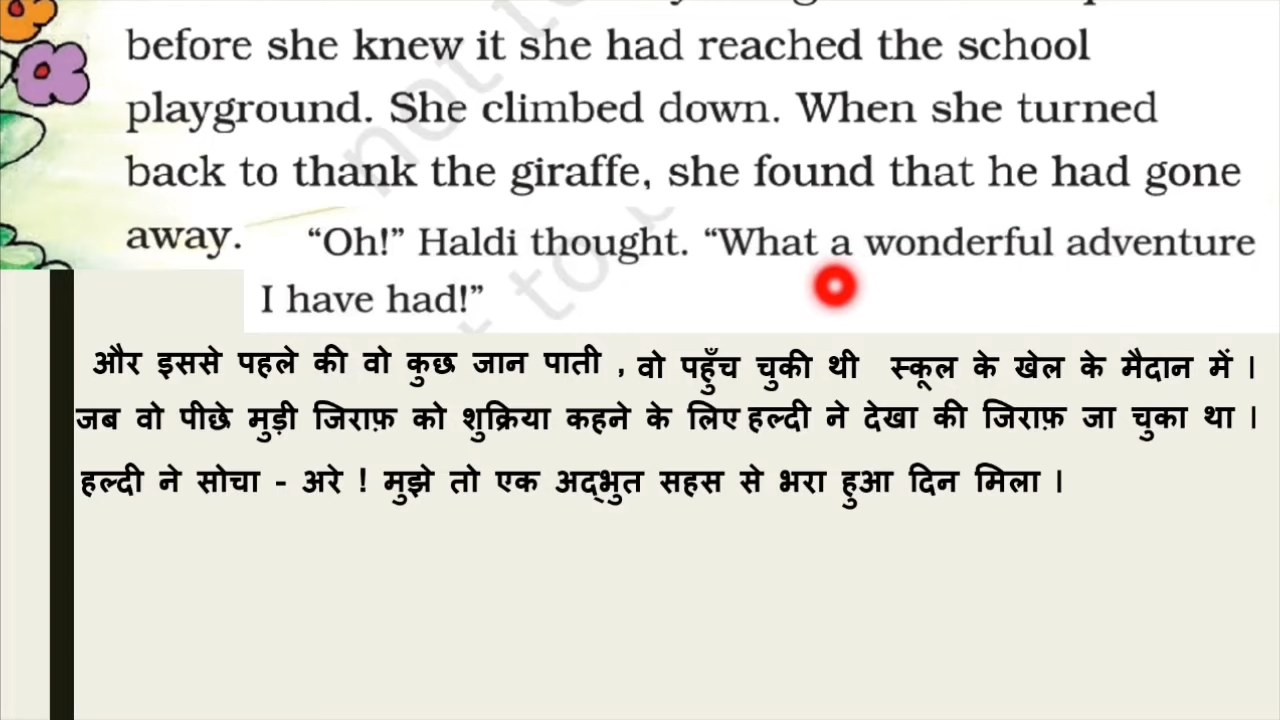 before she knew it she had reached the school
playground. She climbed down. When she turned
back to thank the giraffe, she found that he had gone
away. “Oh!” Haldi thought. “What a wonderful adventure
I have had!”
और इससे पहले की वो कुछ जान पाती , वो पहुँच चुकी थी स्कूल के खेल के मैदान में ।
जब वो पीछे मुड़ी जिराफ़ को शुक्रिया कहने के लिए हल्दी ने देखा की जिराफ़ जा चुका था ।
हल्दी ने सोचा - अरे ! मुझे तो एक अद्भुत सहस से भरा हुआ दिन मिला ।